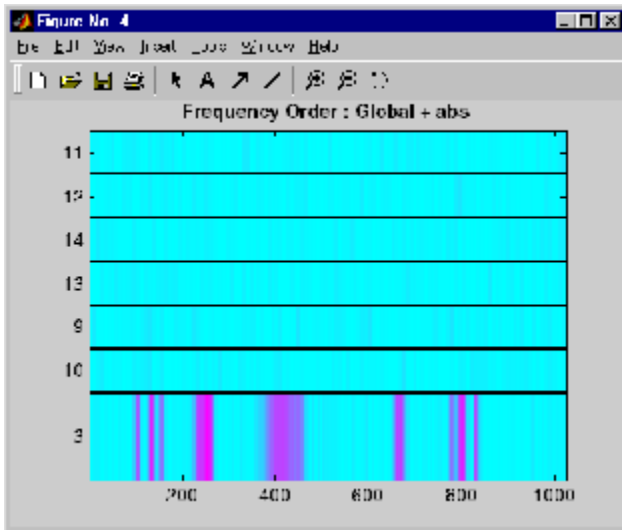 Figure No. 4
File Edit View Insert Tools Window Help
A
Frequency Order : Global + abs
11
12
14
13
9
10
3
200 400 600 800 1000